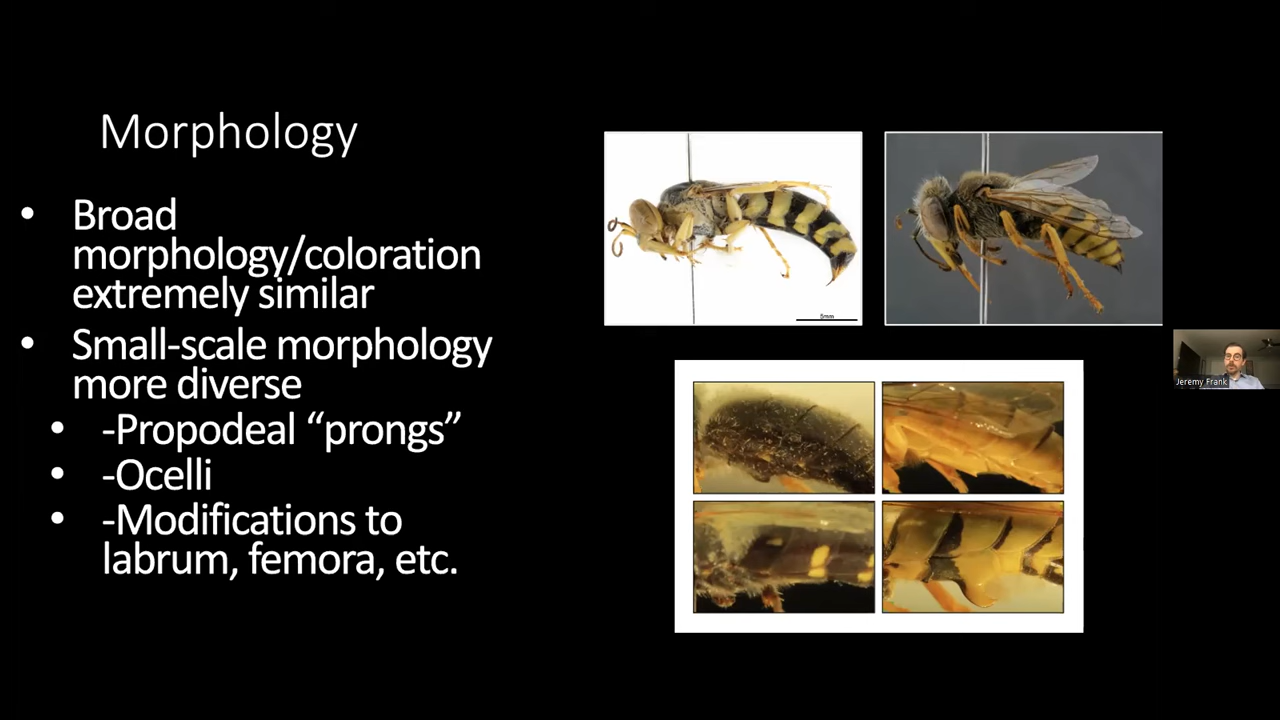 Morphology
• Broad
morphology/coloration
extremely similar
• Small-scale morphology
more diverse
• -Propodeal “prongs”
• -Ocelli
• -Modifications to
labrum, femora, etc.
5mm
Jeremy Frank